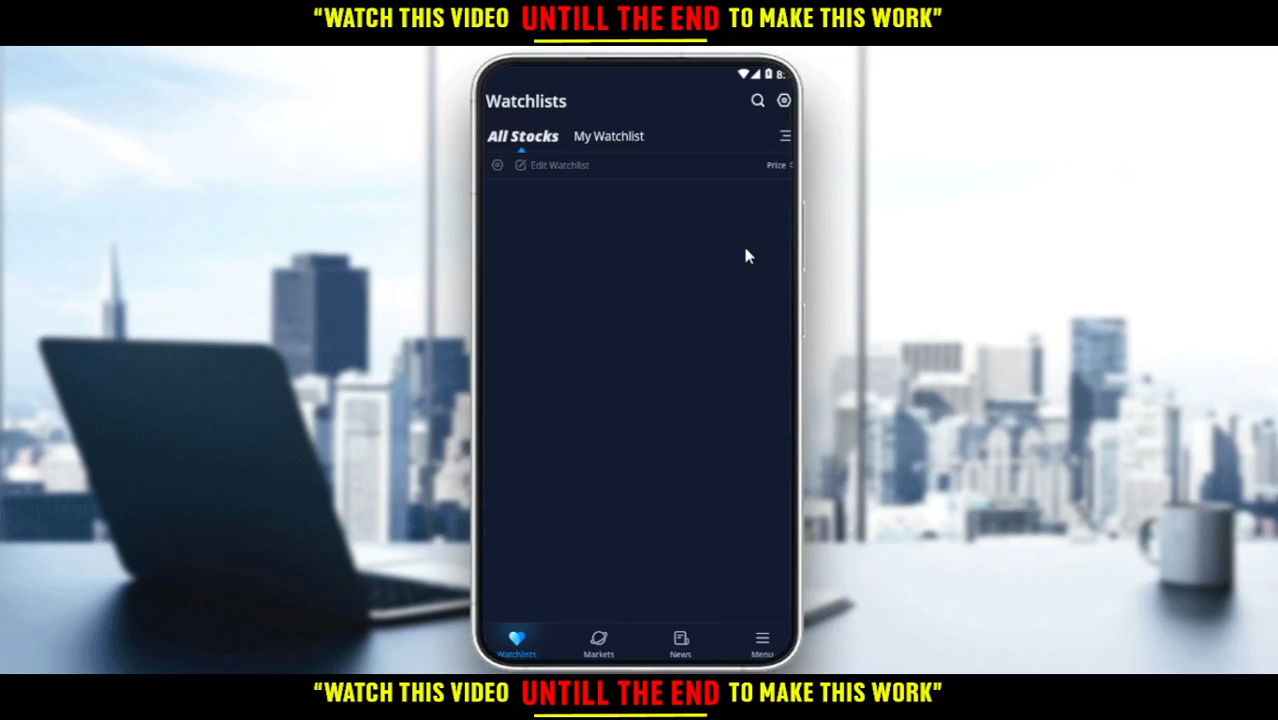 “WATCH THIS VIDEO UNTILL THE END TO MAKE THIS WORK”
8:
Watchlists
All Stocks My Watchlist
Edit Watchlist Price
Watchlists Markets News Menu
“WATCH THIS VIDEO UNTILL THE END TO MAKE THIS WORK”